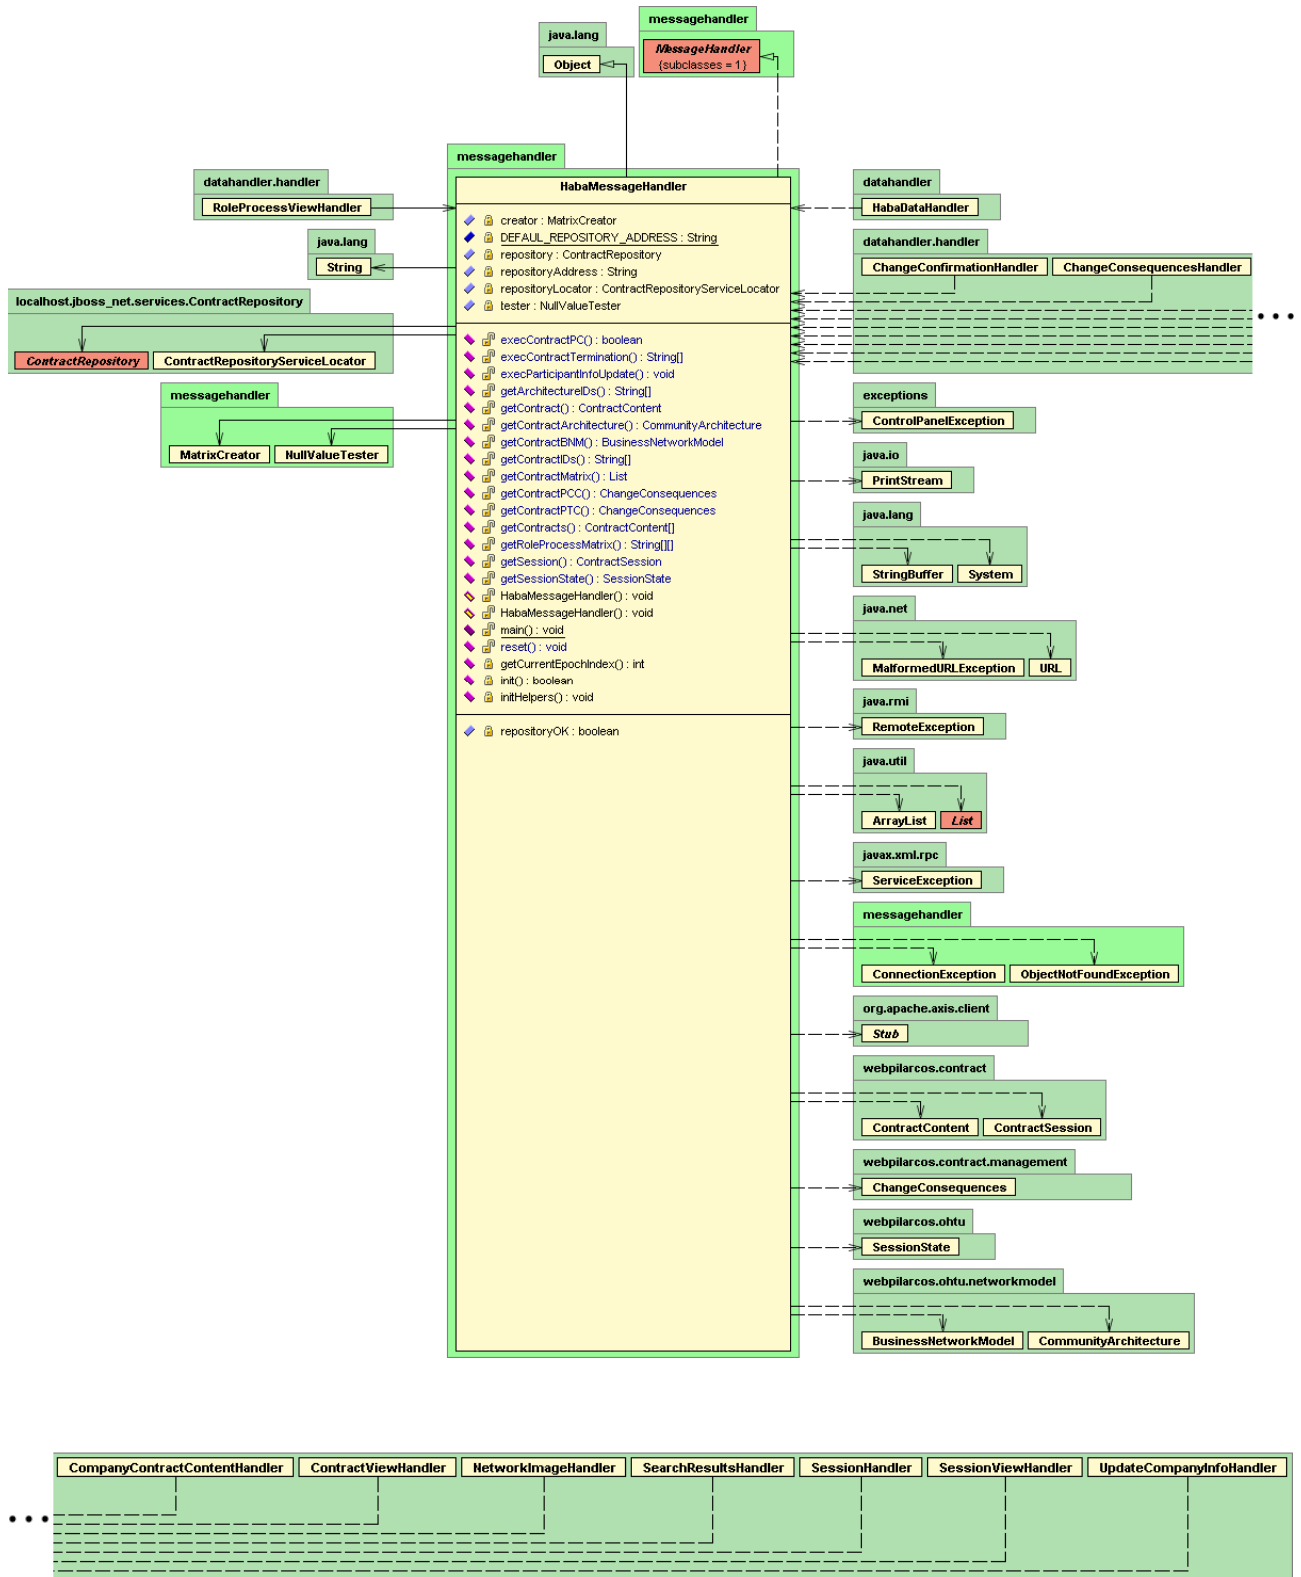 messagehandler
MessageHandler
{subclasses = 1}
java.lang
Object
messagehandler
HabaMessageHandler
creator : MatrixCreator
DEFAUL_REPOSITORY_ADDRESS : String
repository : ContractRepository
repositoryAddress : String
repositoryLocator : ContractRepositoryServiceLocator
tester : NullValueTester
execContractPC() : boolean
execContractTermination() : String[]
execParticipantInfoUpdate() : void
getArchitectureIDs() : String[]
getContract() : ContractContent
getContractArchitecture() : CommunityArchitecture
getContractBNM() : BusinessNetworkModel
getContractIDs() : String[]
getContractMatrix() : List
getContractPCC() : ChangeConsequences
getContractPTC() : ChangeConsequences
getContracts() : ContractContent[]
getRoleProcessMatrix() : String[][]
getSession() : ContractSession
getSessionState() : SessionState
HabaMessageHandler() : void
HabaMessageHandler() : void
main() : void
reset() : void
getCurrentEpochIndex() : int
init() : boolean
initHelpers() : void
repositoryOK : boolean
datahandler.handler
RoleProcessViewHandler
java.lang
String
localhost.jboss_net.services.ContractRepository
ContractRepository ContractRepositoryServiceLocator
messagehandler
MatrixCreator NullValueTester
datahandler
HabaDataHandler
datahandler.handler
ChangeConfirmationHandler ChangeConsequencesHandler
exceptions
ControlPanelException
java.io
PrintStream
java.lang
StringBuffer System
java.net
MalformedURLException URL
java.rmi
RemoteException
java.util
ArrayList List
javax.xml.rpc
ServiceException
messagehandler
ConnectionException ObjectNotFoundException
org.apache.axis.client
Stub
webpilarcos.contract
ContractContent ContractSession
webpilarcos.contract.management
ChangeConsequences
webpilarcos.ohtu
SessionState
webpilarcos.ohtu.networkmodel
BusinessNetworkModel CommunityArchitecture
CompanyContractContentHandler ContractViewHandler NetworkImageHandler SearchResultsHandler SessionHandler SessionViewHandler UpdateCompanyInfoHandler